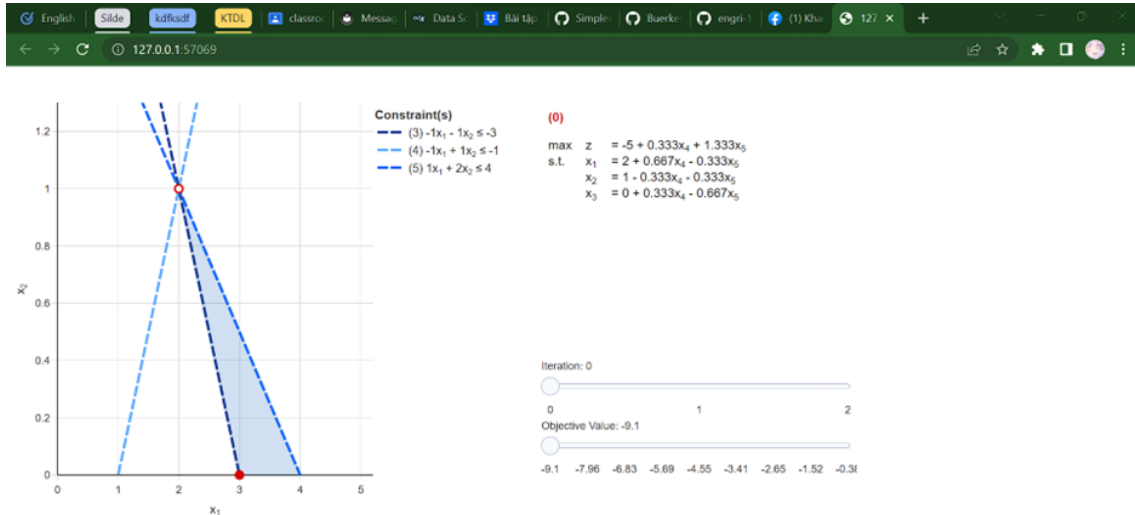 English Silde kdfksdf KTDL classro Messag Data Sc Bài tập Simple Buerke engri-1 (1) Kha 127
127.0.0.1:57069
Constraint(s)
(3) -1x₁ - 1x₂ ≤ -3
(4) -1x₁ + 1x₂ ≤ -1
(5) 1x₁ + 2x₂ ≤ 4
(0)
max z = -5 + 0.333x₄ + 1.333x₅
s.t. x₁ = 2 + 0.667x₄ - 0.333x₅
x₂ = 1 - 0.333x₄ - 0.333x₅
x₃ = 0 + 0.333x₄ - 0.667x₅
1.2
1
0.8
0.6
0.4
0.2
0
x₂
0 1 2 3 4 5
x₁
Iteration: 0
0 1 2
Objective Value: -9.1
-9.1 -7.96 -6.83 -5.69 -4.55 -3.41 -2.65 -1.52 -0.38